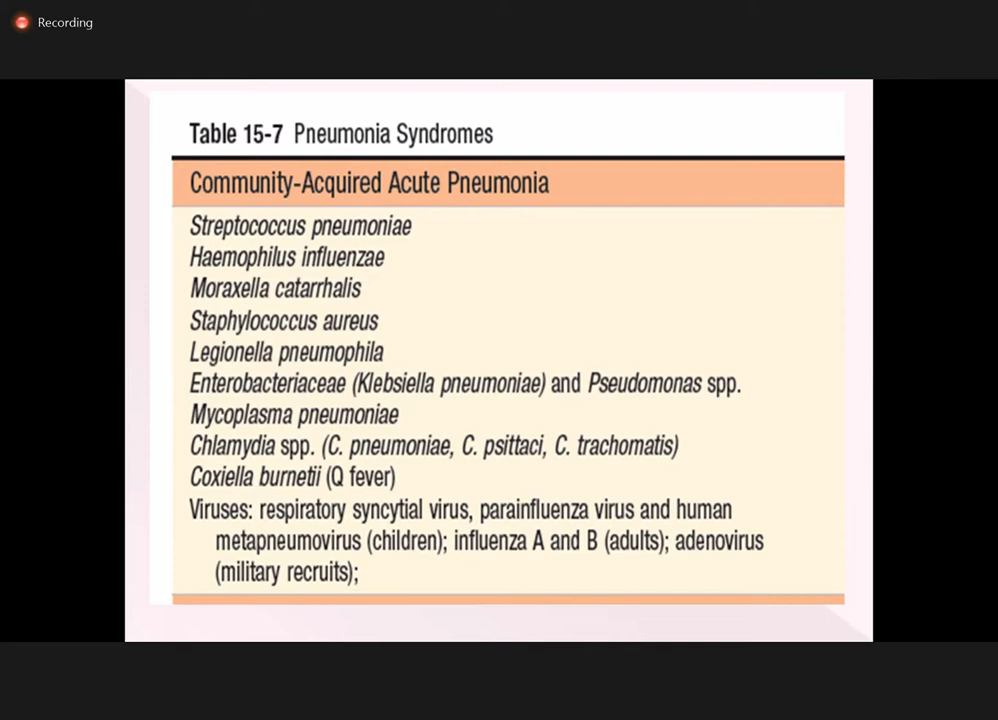 Recording
Table 15-7 Pneumonia Syndromes
Community-Acquired Acute Pneumonia
Streptococcus pneumoniae
Haemophilus influenzae
Moraxella catarrhalis
Staphylococcus aureus
Legionella pneumophila
Enterobacteriaceae (Klebsiella pneumoniae) and Pseudomonas spp.
Mycoplasma pneumoniae
Chlamydia spp. (C. pneumoniae, C. psittaci, C. trachomatis)
Coxiella burnetii (Q fever)
Viruses: respiratory syncytial virus, parainfluenza virus and human
metapneumovirus (children); influenza A and B (adults); adenovirus
(military recruits);